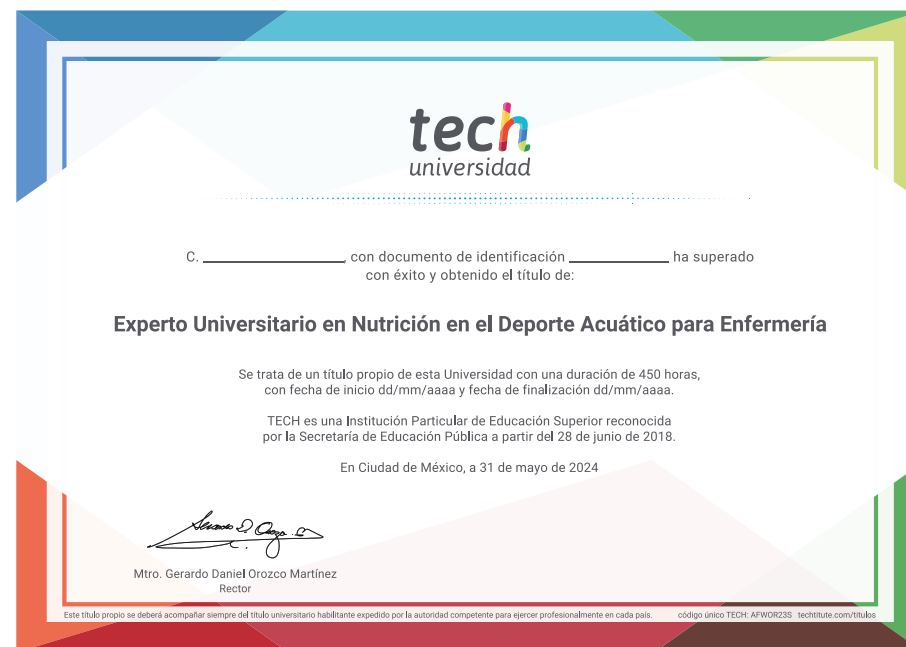 tech
universidad
C. ____________, con documento de identificación ____________ ha superado
con éxito y obtenido el título de:
Experto Universitario en Nutrición en el Deporte Acuático para Enfermería
Se trata de un título propio de esta Universidad con una duración de 450 horas,
con fecha de inicio dd/mm/aaaa y fecha de finalización dd/mm/aaaa.
TECH es una Institución Particular de Educación Superior reconocida
por la Secretaría de Educación Pública a partir del 28 de junio de 2018.
En Ciudad de México, a 31 de mayo de 2024
Mtro. Gerardo Daniel Orozco Martínez
Rector
Este título propio se deberá acompañar siempre del título universitario habilitante expedido por la autoridad competente para ejercer profesionalmente en cada país. código único TECH: AFWOR23S techtitute.com/titulos